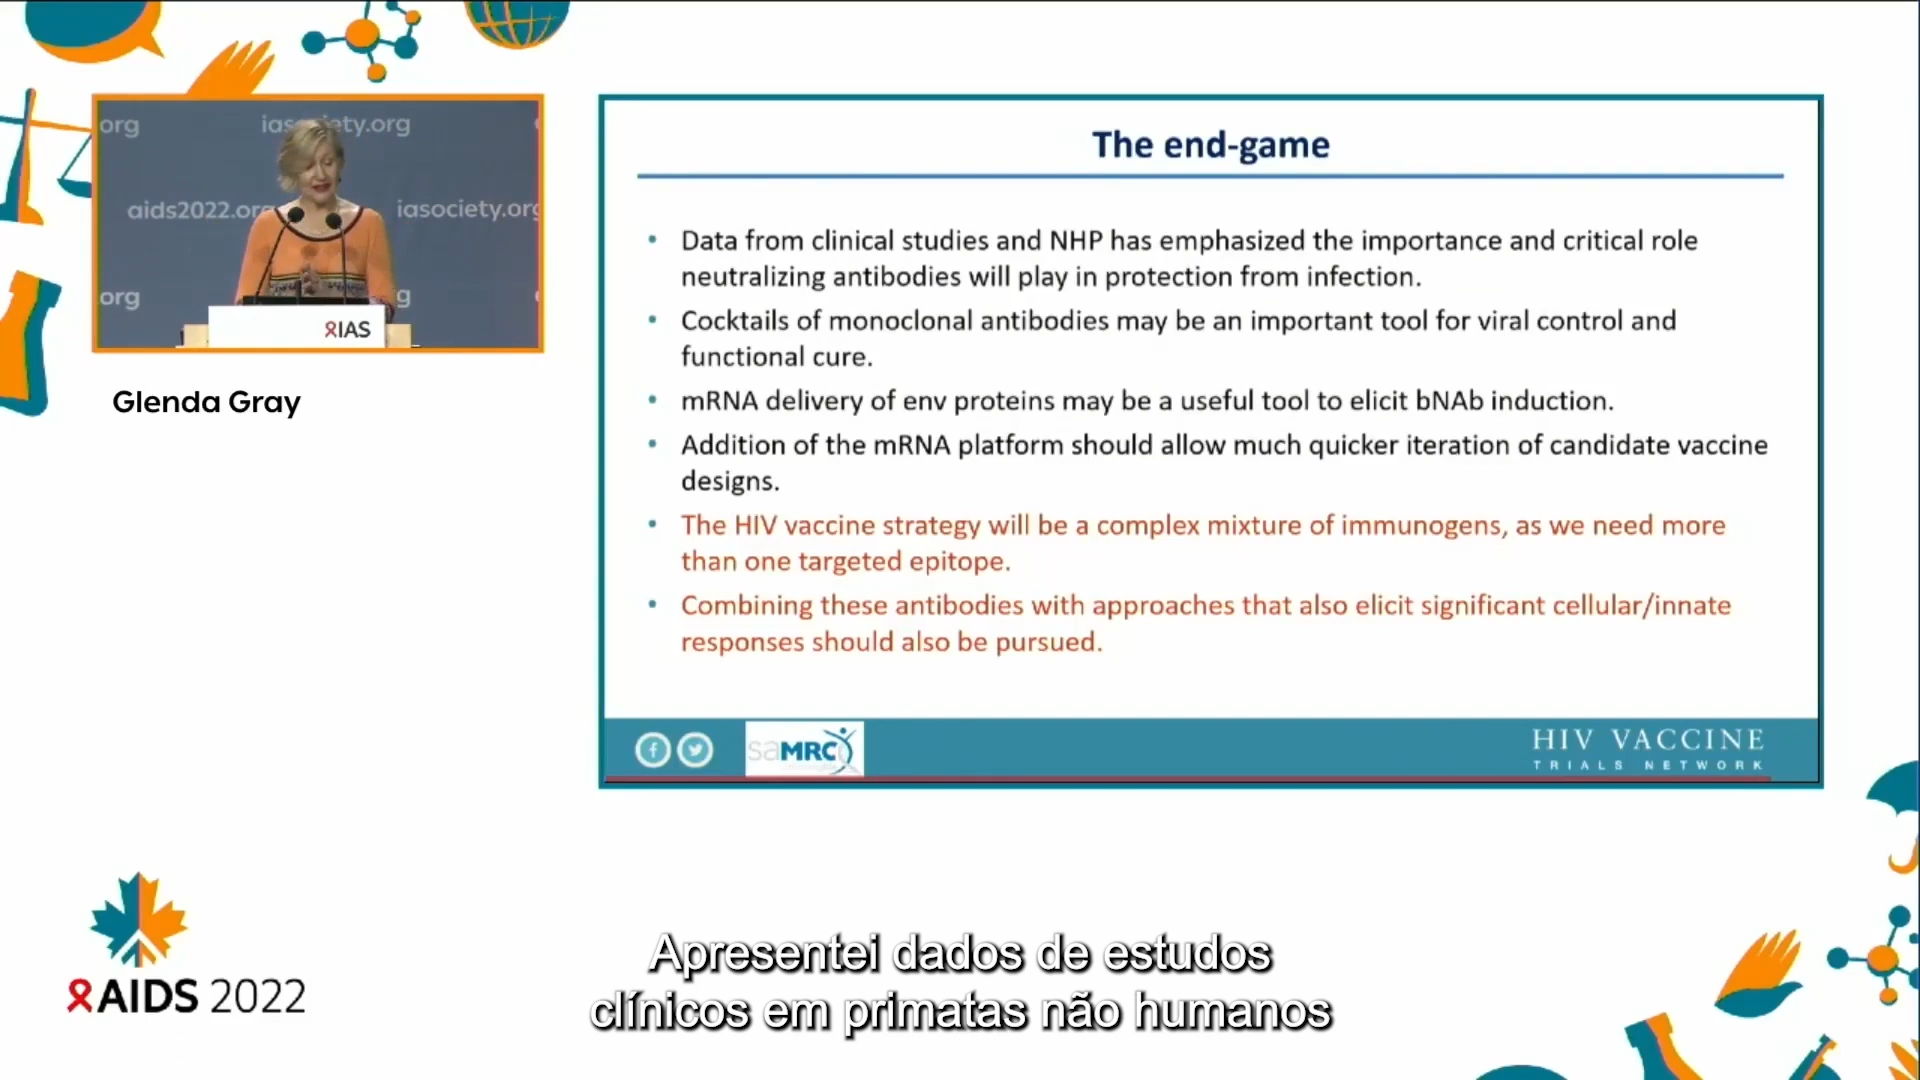 org
iasociety.org
aids2022.org
iasociety.org
org
IAS
Glenda Gray
The end-game
• Data from clinical studies and NHP has emphasized the importance and critical role
neutralizing antibodies will play in protection from infection.
• Cocktails of monoclonal antibodies may be an important tool for viral control and
functional cure.
• mRNA delivery of env proteins may be a useful tool to elicit bNAb induction.
• Addition of the mRNA platform should allow much quicker iteration of candidate vaccine
designs.
• The HIV vaccine strategy will be a complex mixture of immunogens, as we need more
than one targeted epitope.
• Combining these antibodies with approaches that also elicit significant cellular/innate
responses should also be pursued.
saMRC
HIV VACCINE
TRIALS NETWORK
AIDS 2022
Apresentei dados de estudos
clínicos em primatas não humanos